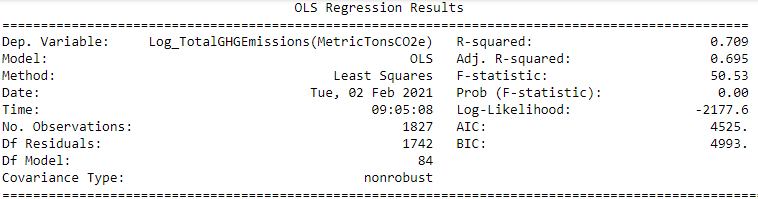 OLS Regression Results
==============================================================================================
Dep. Variable: Log_TotalGHGEmissions(MetricTonsCO2e) R-squared: 0.709
Model: OLS Adj. R-squared: 0.695
Method: Least Squares F-statistic: 50.53
Date: Tue, 02 Feb 2021 Prob (F-statistic): 0.00
Time: 09:05:08 Log-Likelihood: -2177.6
No. Observations: 1827 AIC: 4525.
Df Residuals: 1742 BIC: 4993.
Df Model: 84
Covariance Type: nonrobust
==============================================================================================